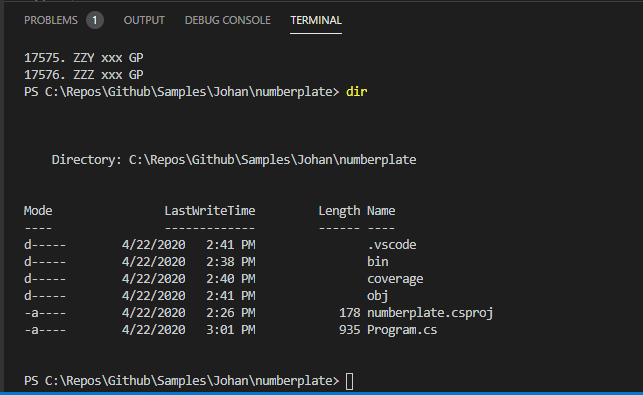 PROBLEMS 1 OUTPUT DEBUG CONSOLE TERMINAL
17575. ZZY xxx GP
17576. ZZZ xxx GP
PS C:\Repos\Github\Samples\Johan\numberplate> dir
Directory: C:\Repos\Github\Samples\Johan\numberplate
Mode LastWriteTime Length Name
---- ------------- ------ ----
d----- 4/22/2020 2:41 PM .vscode
d----- 4/22/2020 2:38 PM bin
d----- 4/22/2020 2:40 PM coverage
d----- 4/22/2020 2:41 PM obj
-a---- 4/22/2020 2:26 PM 178 numberplate.csproj
-a---- 4/22/2020 3:01 PM 935 Program.cs
PS C:\Repos\Github\Samples\Johan\numberplate>